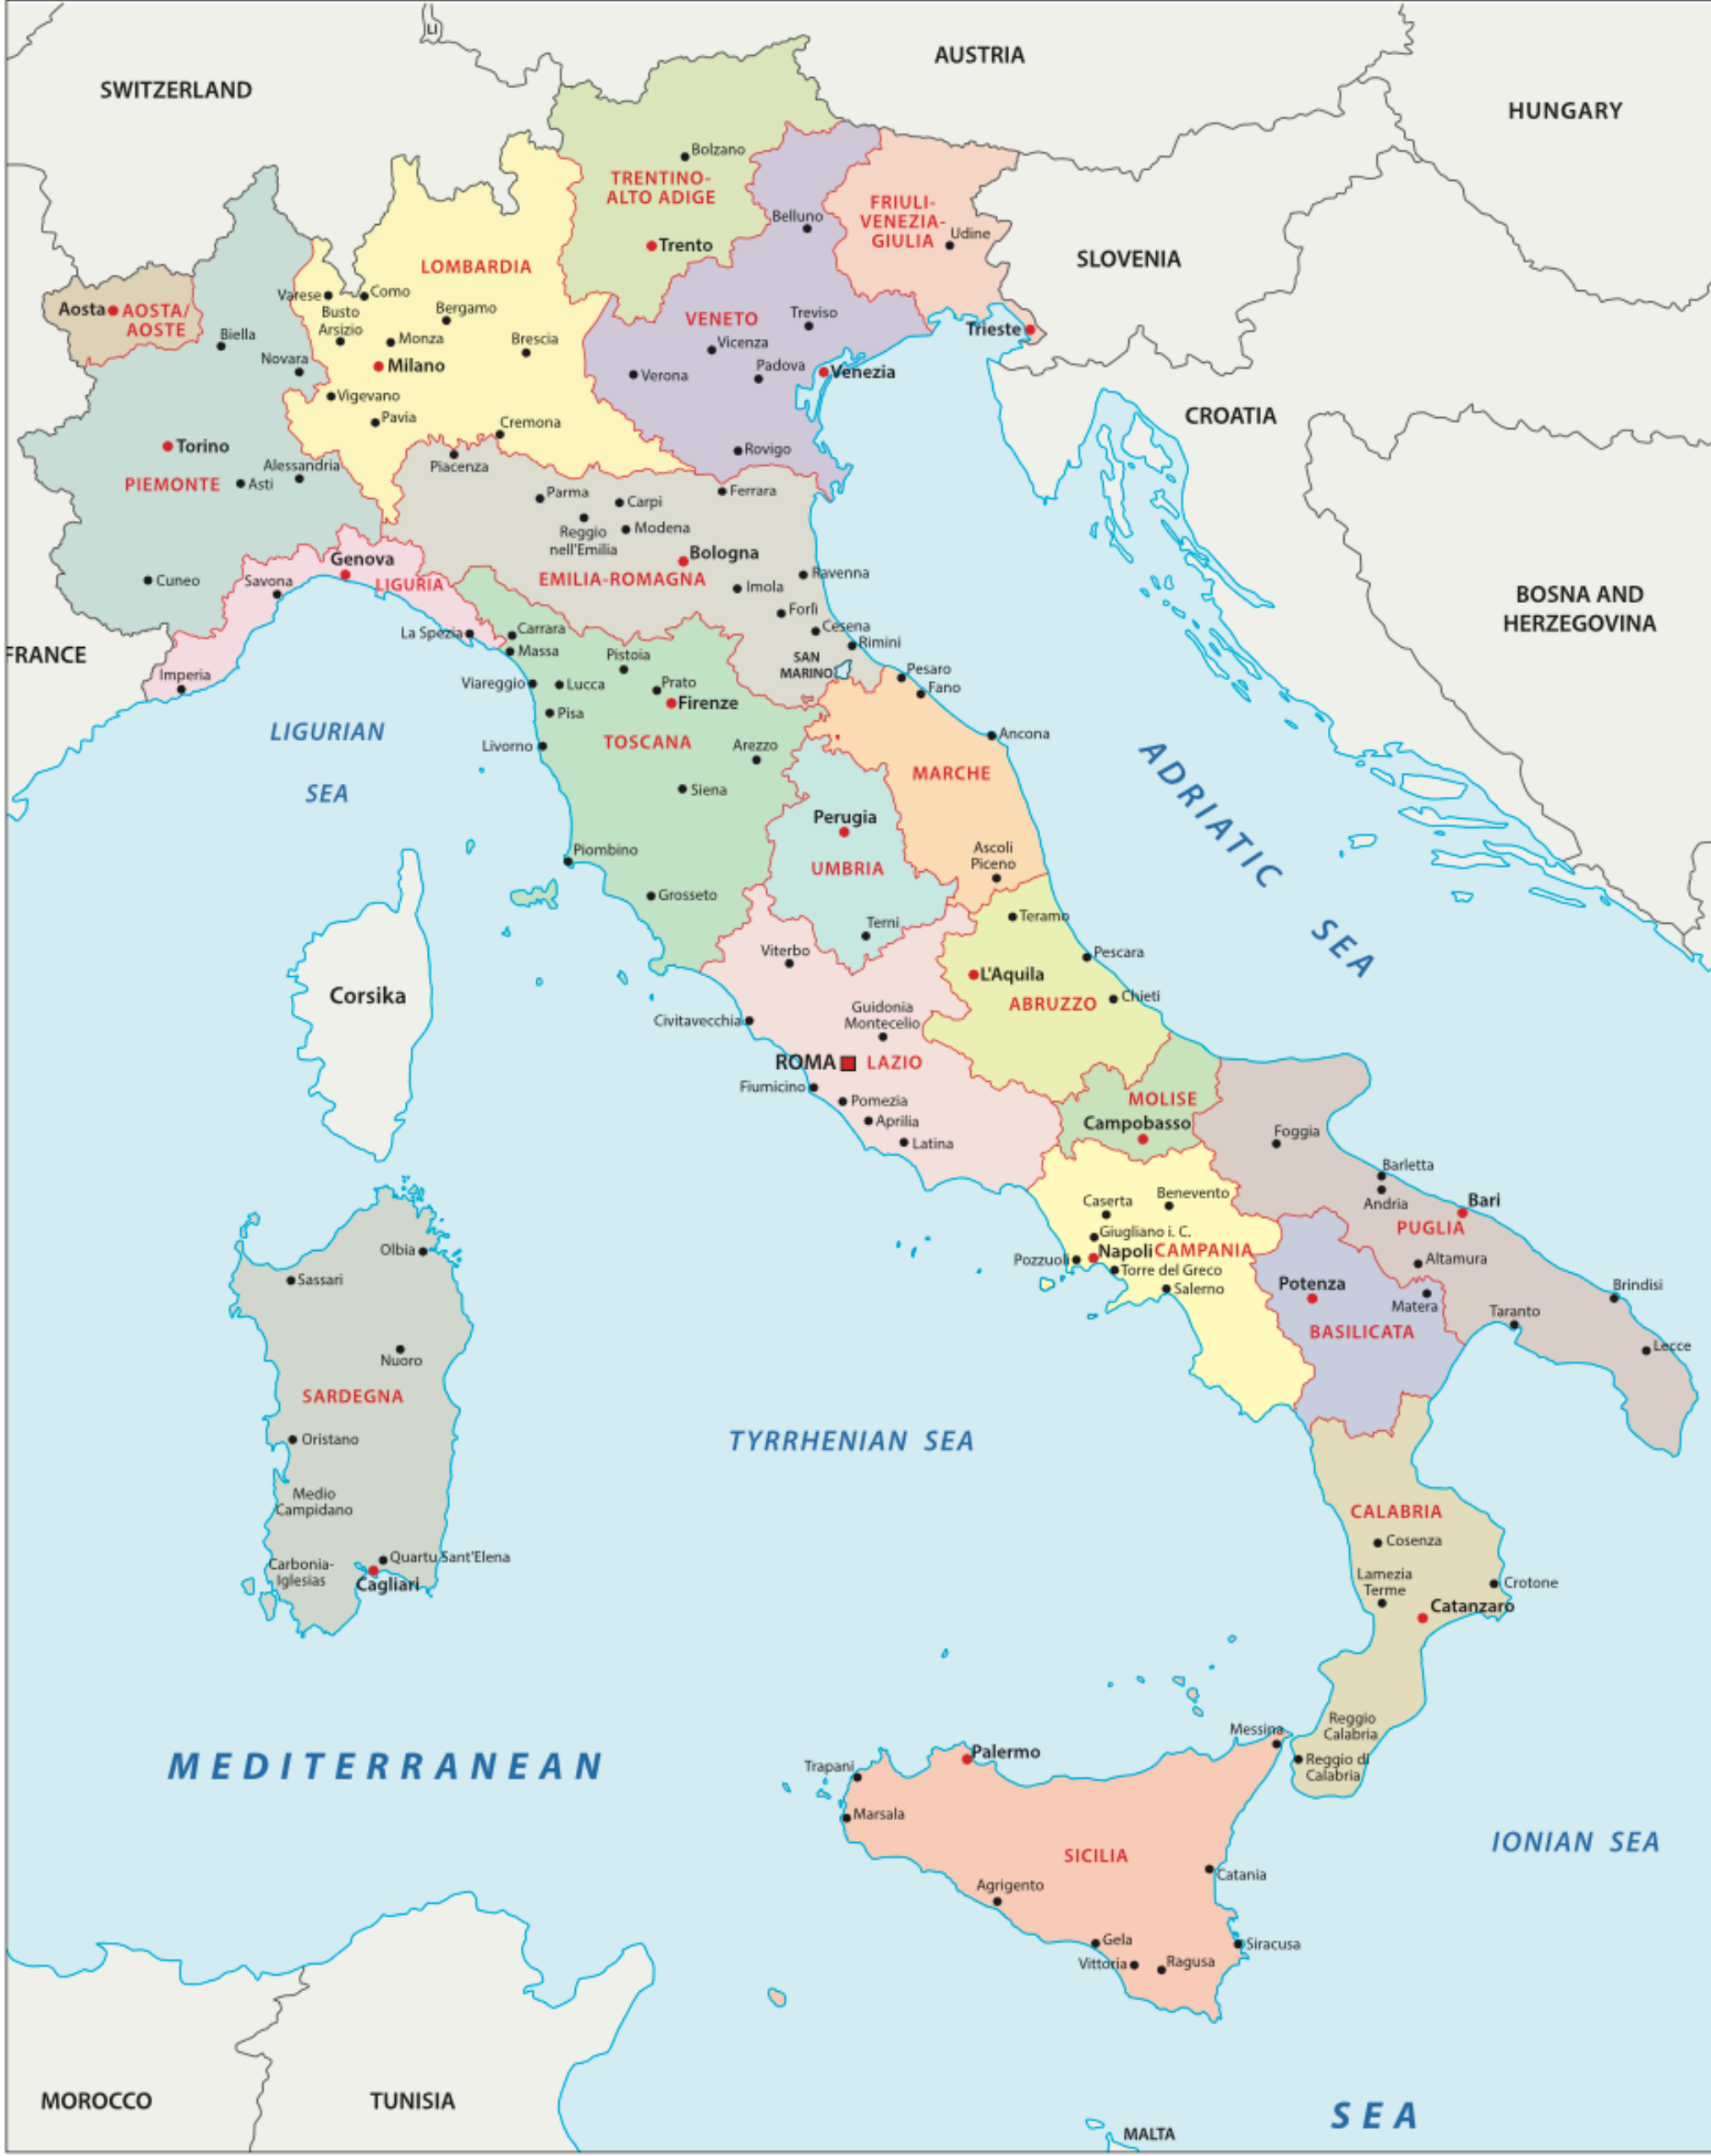 LI
AUSTRIA
SWITZERLAND
HUNGARY
Bolzano
TRENTINO-
ALTO ADIGE
FRIULI-
VENEZIA-
GIULIA
Belluno
Udine
Trento
SLOVENIA
LOMBARDIA
Varese
Como
Aosta
AOSTA/
AOSTE
Busto
Arsizio
Bergamo
VENETO
Treviso
Trieste
Biella
Monza
Brescia
Vicenza
Novara
Milano
Padova
Venezia
Verona
Vigevano
Pavia
Cremona
CROATIA
Torino
Rovigo
Piacenza
Alessandria
PIEMONTE
Asti
Parma
Carpi
Ferrara
Reggio
nell'Emilia
Modena
Bologna
Genova
Cuneo
Savona
LIGURIA
EMILIA-ROMAGNA
Ravenna
Imola
BOSNA AND
HERZEGOVINA
Forlì
La Spezia
Carrara
Cesena
Rimini
FRANCE
Massa
Pistoia
SAN
MARINO
Imperia
Viareggio
Lucca
Prato
Pesaro
Fano
Firenze
Pisa
LIGURIAN
SEA
Livorno
TOSCANA
Arezzo
Ancona
MARCHE
ADRIATIC
SEA
Siena
Perugia
Piombino
UMBRIA
Ascoli
Piceno
Grosseto
Terni
Teramo
Viterbo
Pescara
L'Aquila
Corsika
ABRUZZO
Chieti
Civitavecchia
Guidonia
Montecelio
ROMA
LAZIO
Fiumicino
Pomezia
MOLISE
Aprilia
Campobasso
Latina
Foggia
Barletta
Andria
Bari
Caserta
Benevento
PUGLIA
Giugliano i. C.
Olbia
Pozzuoli
Napoli
CAMPANIA
Altamura
Sassari
Torre del Greco
Salerno
Potenza
Matera
Brindisi
Taranto
BASILICATA
Lecce
Nuoro
SARDEGNA
Oristano
TYRRHENIAN SEA
Medio
Campidano
CALABRIA
Cosenza
Quartu Sant'Elena
Carbonia-
Iglesias
Cagliari
Lamezia
Terme
Crotone
Catanzaro
Reggio
Calabria
Messina
Reggio di
Calabria
MEDITERRANEAN
Trapani
Palermo
Marsala
SICILIA
IONIAN SEA
Catania
Agrigento
Gela
Siracusa
Vittoria
Ragusa
MOROCCO
TUNISIA
SEA
MALTA